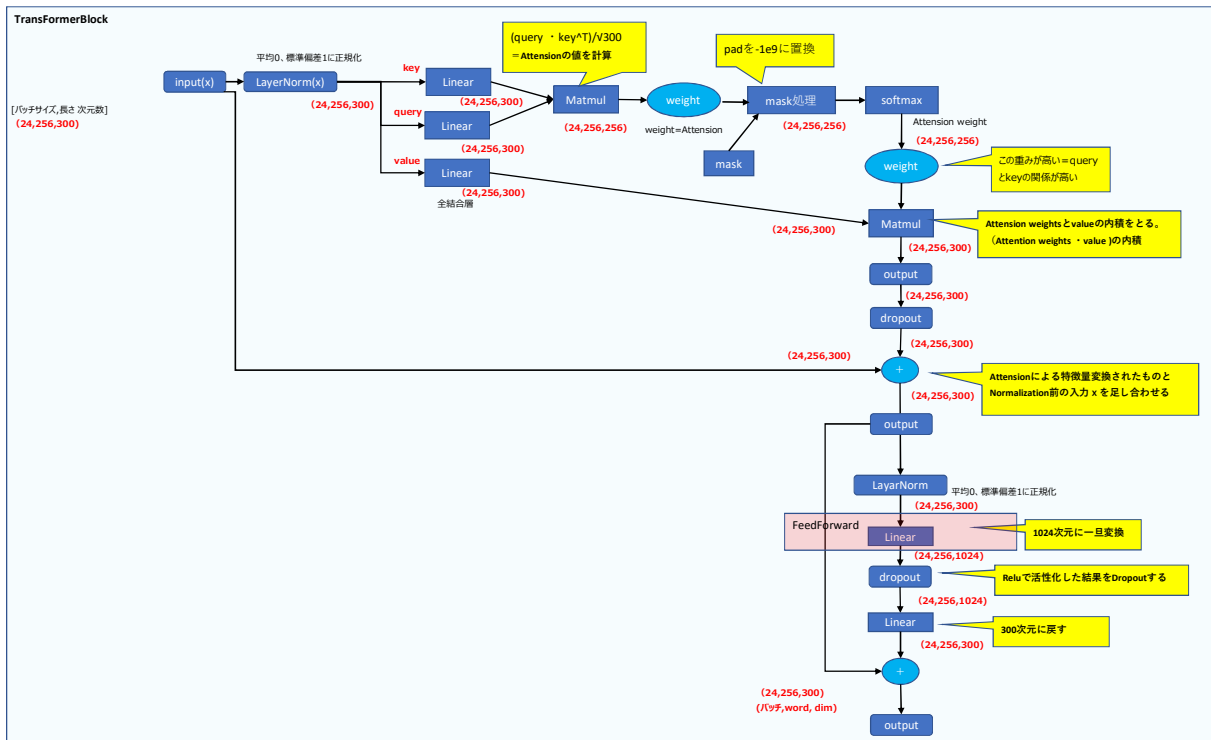 TransFormerBlock
(query ・key^T)/√300
＝Attensionの値を計算
padを-1e9に置換
平均0、標準偏差1に正規化
key
input(x)
LayerNorm(x)
Linear
Matmul
weight
mask処理
softmax
[バッチサイズ,長さ 次元数]
(24,256,300)
(24,256,300)
(24,256,300)
(24,256,256)
(24,256,256)
query
Linear
weight=Attension
Attension weight
(24,256,300)
(24,256,256)
mask
value
Linear
weight
この重みが高い＝query
とkeyの関係が高い
(24,256,300)
全結合層
Matmul
Attension weightsとvalueの内積をとる。
（Attention weights ・value )の内積
(24,256,300)
(24,256,300)
output
(24,256,300)
dropout
(24,256,300)
(24,256,300)
+
Attensionによる特徴量変換されたものと
Normalization前の入力 x を足し合わせる
(24,256,300)
output
LayarNorm
平均0、標準偏差1に正規化
(24,256,300)
FeedForward
Linear
1024次元に一旦変換
(24,256,1024)
dropout
Reluで活性化した結果をDropoutする
(24,256,1024)
Linear
300次元に戻す
(24,256,300)
+
(24,256,300)
(バッチ,word, dim)
output